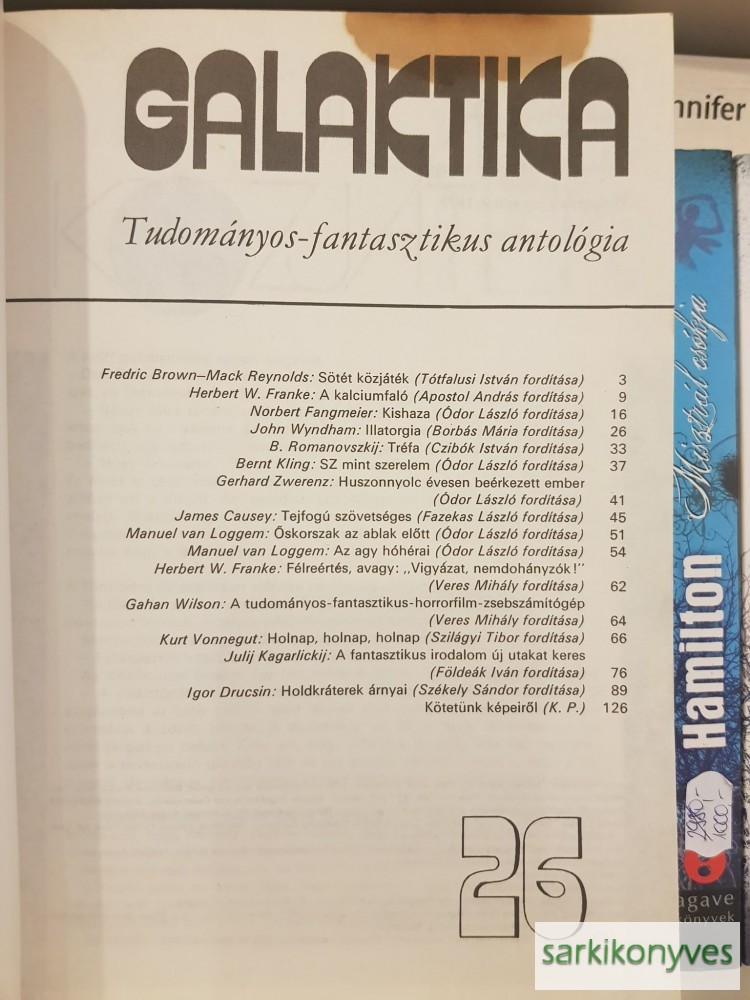 GALAKTIKA
Tudományos-fantasztikus antológia
Fredric Brown—Mack Reynolds: Sötét közjáték (Tótfalusi István fordítása) 3
Herbert W. Franke: A kalciumfaló (Apostol András fordítása) 9
Norbert Fangmeier: Kishaza (Ódor László fordítása) 16
John Wyndham: Illatorgia (Borbás Mária fordítása) 26
B. Romanovszkij: Tréfa (Czibók István fordítása) 33
Bernt Kling: SZ mint szerelem (Ódor László fordítása) 37
Gerhard Zwerenz: Huszonnyolc évesen beérkezett ember
(Ódor László fordítása) 41
James Causey: Tejfogú szövetséges (Fazekas László fordítása) 45
Manuel van Loggem: Őskorszak az ablak előtt (Ódor László fordítása) 51
Manuel van Loggem: Az agy hóhérai (Ódor László fordítása) 54
Herbert W. Franke: Félreértés, avagy: „Vigyázat, nemdohányzók!"
(Veres Mihály fordítása) 62
Gahan Wilson: A tudományos-fantasztikus-horrorfilm-zsebszámítógép
(Veres Mihály fordítása) 64
Kurt Vonnegut: Holnap, holnap, holnap (Szilágyi Tibor fordítása) 66
Julij Kagarlickij: A fantasztikus irodalom új utakat keres
(Földeák Iván fordítása) 76
Igor Drucsin: Holdkráterek árnyai (Székely Sándor fordítása) 89
Kötetünk képeiről (K. P.) 126
26
nnifer
Misztrál csókja
Hamilton
2980,-
1000,-
agave
könyvek
sarkikonyves